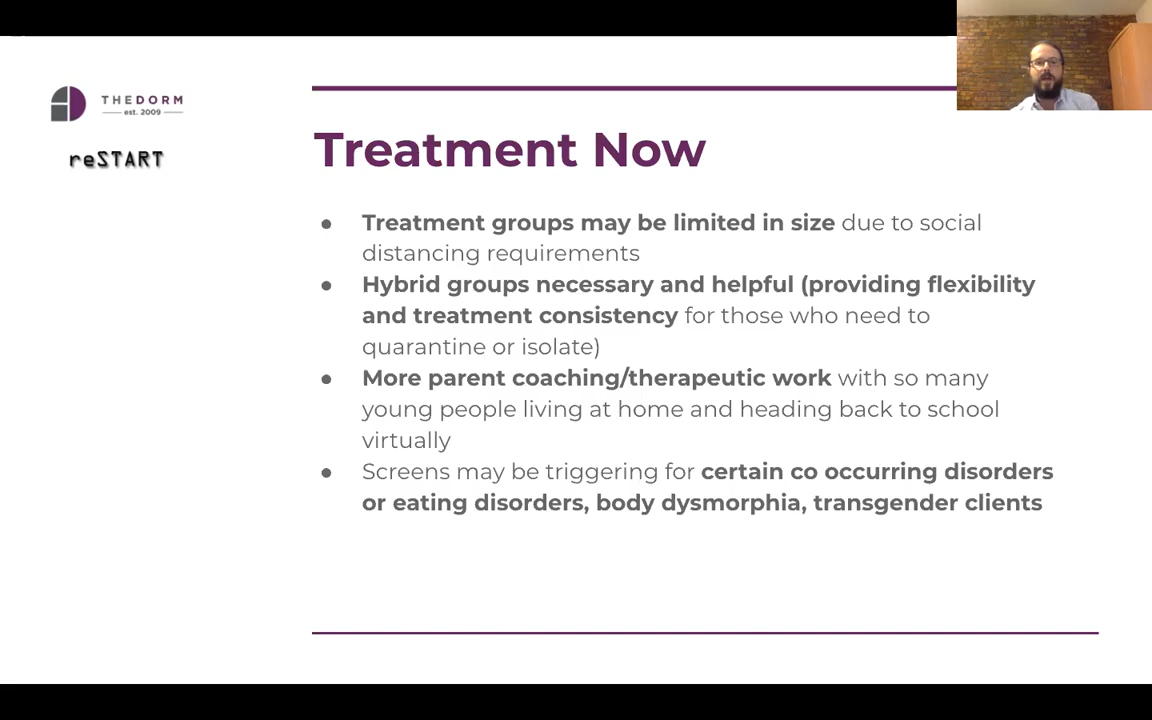 THEDORM
est. 2009
reSTART
Treatment Now
● Treatment groups may be limited in size due to social
distancing requirements
● Hybrid groups necessary and helpful (providing flexibility
and treatment consistency for those who need to
quarantine or isolate)
● More parent coaching/therapeutic work with so many
young people living at home and heading back to school
virtually
● Screens may be triggering for certain co occurring disorders
or eating disorders, body dysmorphia, transgender clients